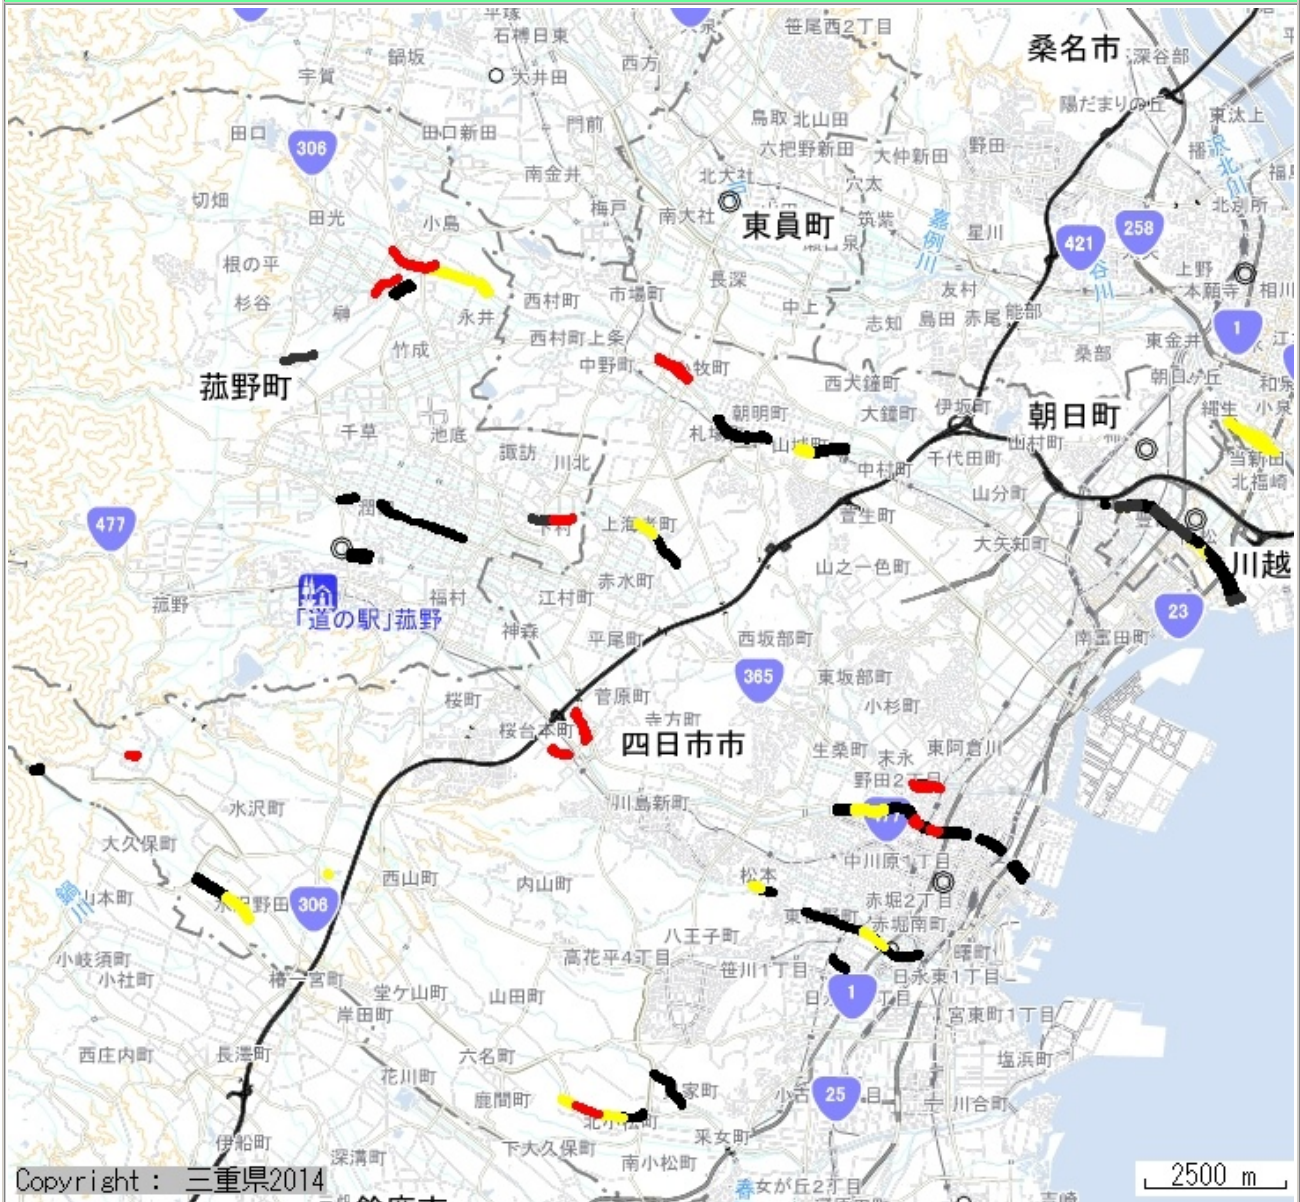 平塚
石榑日東
笹尾西2丁目
桑名市
鍋坂
宇賀
大井田
西方
深谷部
陽だまりの丘
東汰上
田口
306
田口新田
門前
鳥取
北山田
六把野新田
大仲新田
野田
切畑
南金井
北大社
穴太
田光
小島
梅戸
南大社
東員町
筑紫
嘉例川
星川
421
258
北別所
根の平
杉谷
榊
永井
西村町
市場町
長深
中上
友村
上野
本願寺
相川
西村町上条
志知
島田
赤尾
能部
1
竹成
中野町
桑部
東金井
菰野町
西大鐘町
朝日ヶ丘
朝明町
大鐘町
伊坂町
朝日町
縄生
小泉
千草
池底
諏訪
川北
中村町
千代田町
山村町
当新田
北福崎
477
山分町
萱生町
大矢知町
川越
赤水町
山之一色町
菰野
「道の駅」菰野
福村
江村町
23
神森
平尾町
西坂部町
南富田町
365
東坂部町
桜町
菅原町
小杉町
桜台本町
寺方町
四日市市
生桑町
末永
東阿倉川
野田2丁目
水沢町
川島新町
大久保町
中川原1丁目
西山町
内山町
松本
鍋川
山本町
306
赤堀2丁目
赤堀南町
八王子町
小岐須町
小社町
高花平4丁目
笹川1丁目
曙町
日永東1丁目
椿一宮町
堂ケ山町
山田町
1
岸田町
宮東町1丁目
西庄内町
長澤町
六名町
塩浜町
花川町
鹿間町
25
川合町
伊船町
下大久保町
采女町
深溝町
南小松町
采女が丘2丁目
Copyright : 三重県2014
2500 m